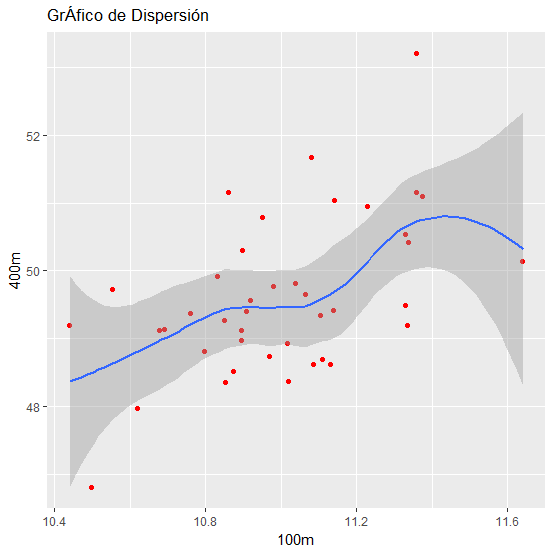 GrÁfico de Dispersión
52
50
48
400m
10.4 10.8 11.2 11.6
100m